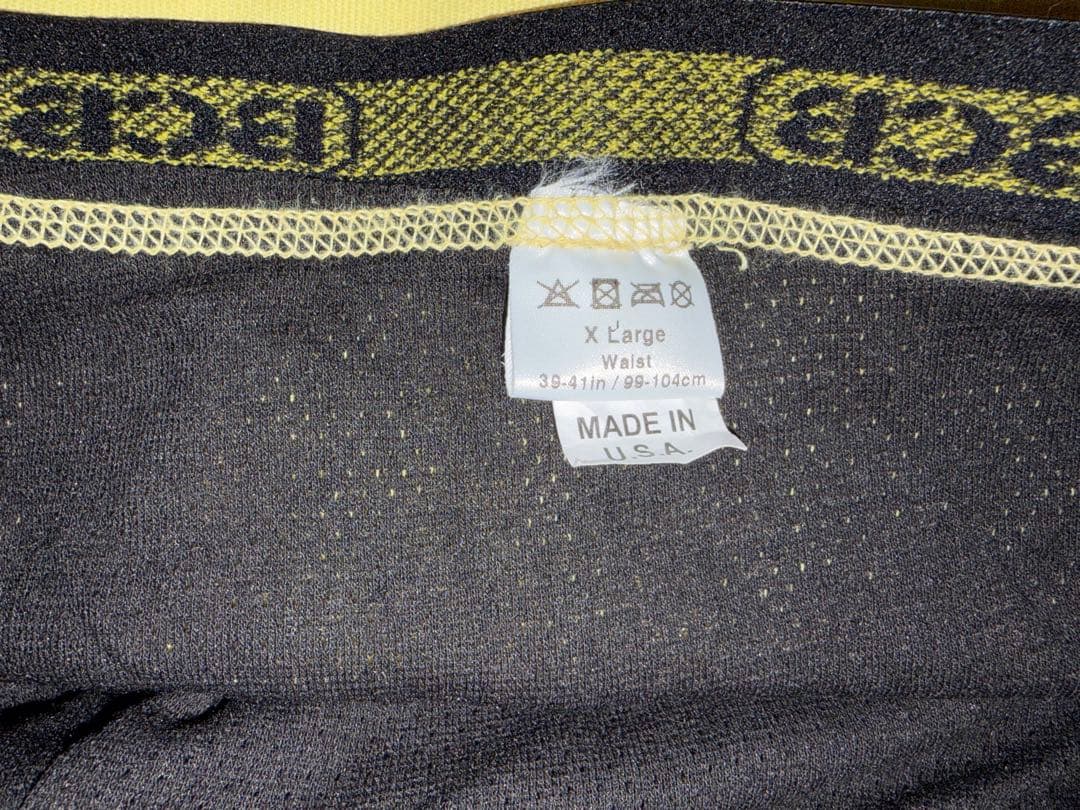 X Large
Waist
39-41in / 99-104cm
MADE IN
U.S.A.